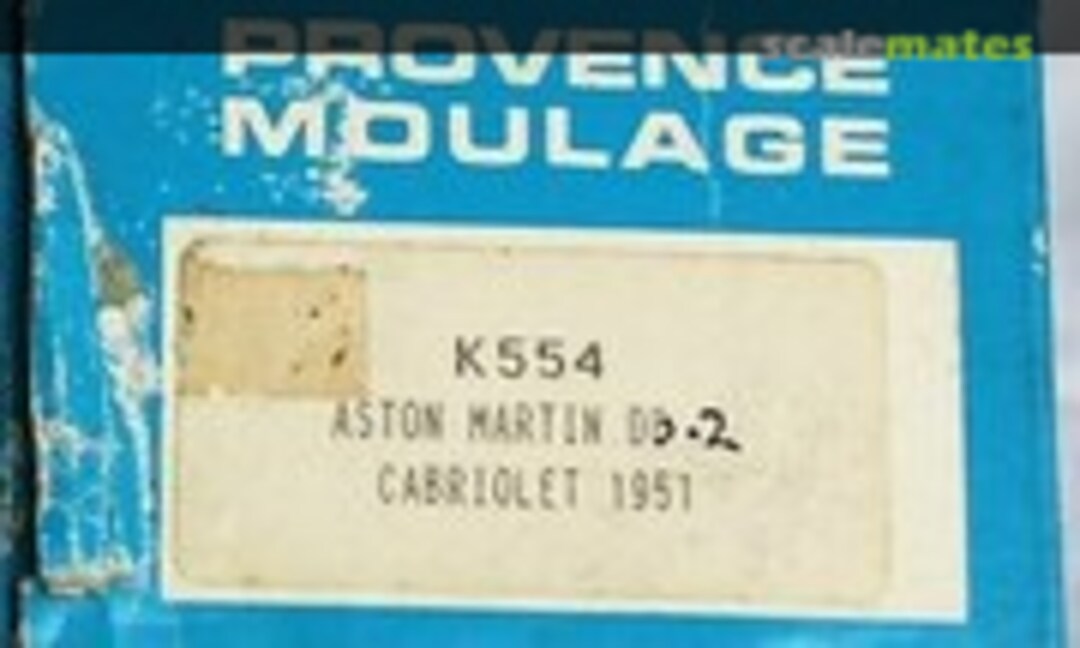 scalemates
PROVENCE
MOULAGE
K554
ASTON MARTIN DB.2
CABRIOLET 1951